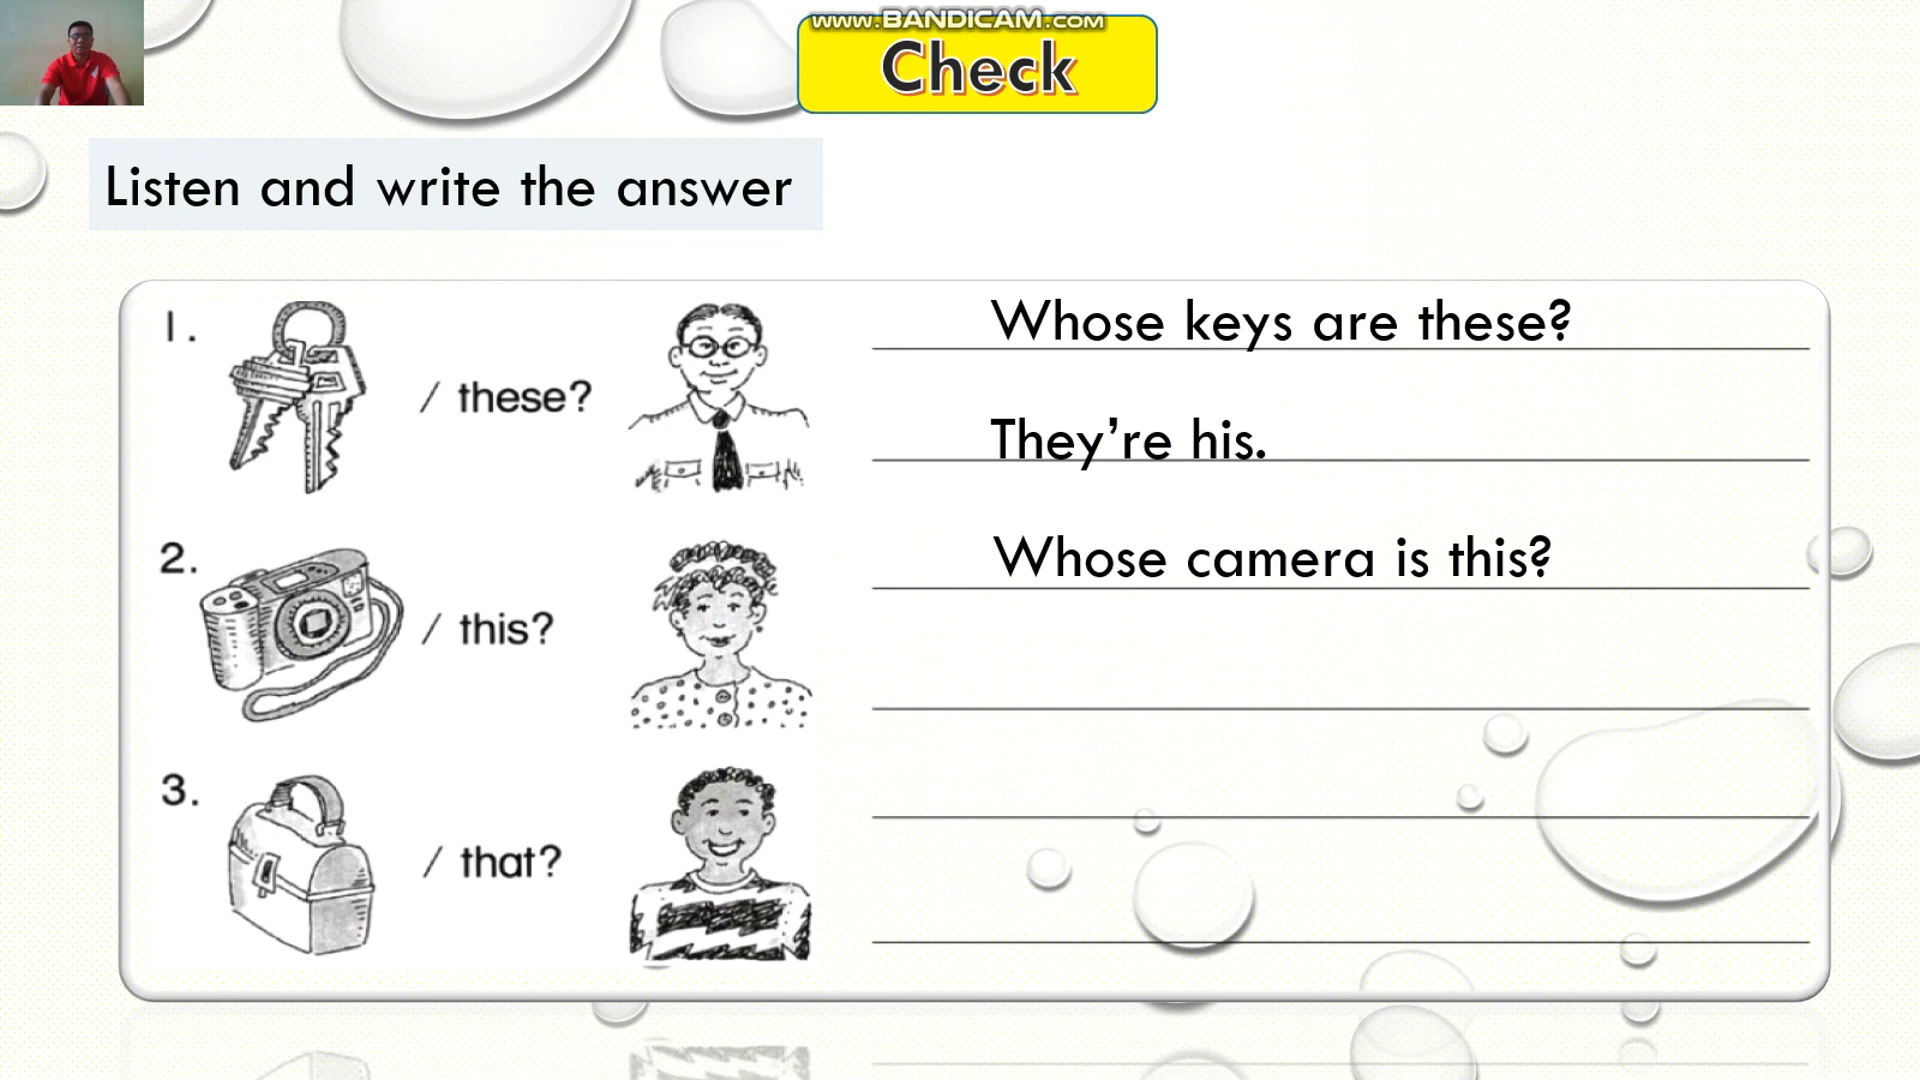 www.BANDICAM.com
Check
Listen and write the answer
1.
/ these?
Whose keys are these?
They’re his.
2.
/ this?
Whose camera is this?
3.
/ that?